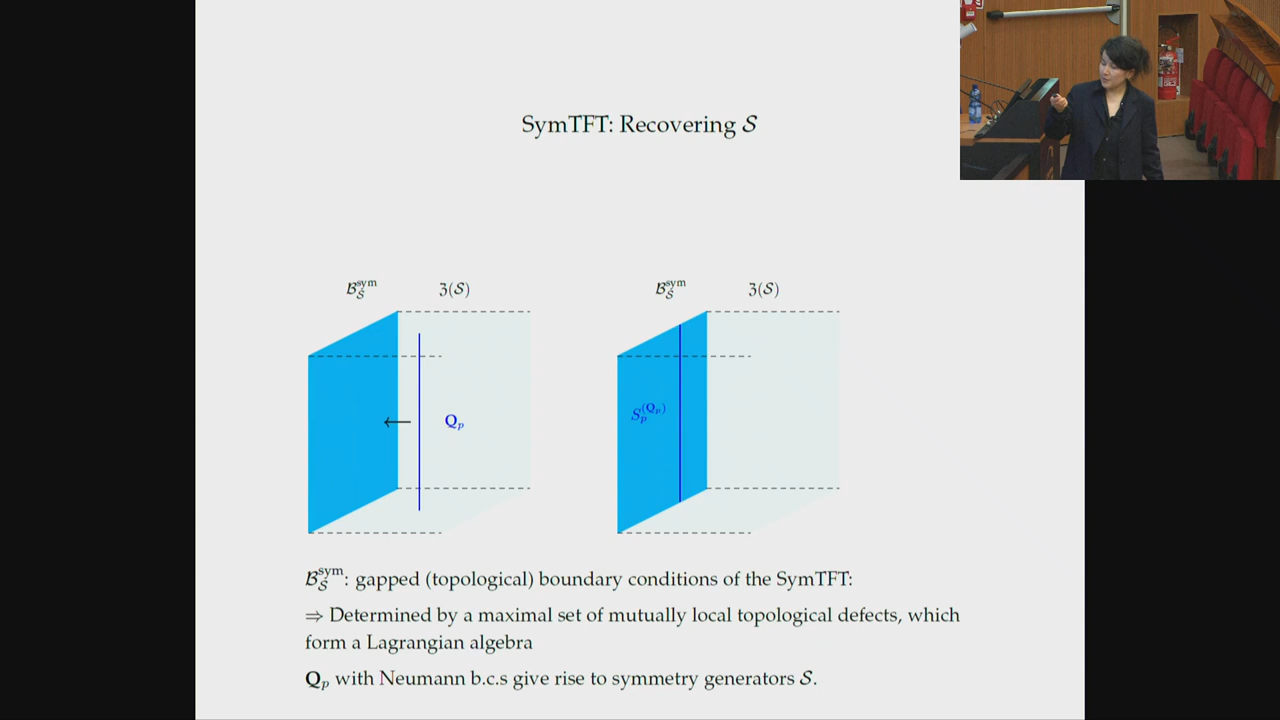 SymTFT: Recovering 𝒮
ℬ_𝒮^sym ℨ(𝒮) ℬ_𝒮^sym ℨ(𝒮)
S_p^(Q_p)
← Q_p
ℬ_𝒮^sym: gapped (topological) boundary conditions of the SymTFT:
⇒ Determined by a maximal set of mutually local topological defects, which
form a Lagrangian algebra
Q_p with Neumann b.c.s give rise to symmetry generators 𝒮.